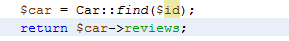 $car = Car::find($id);
return $car->reviews;